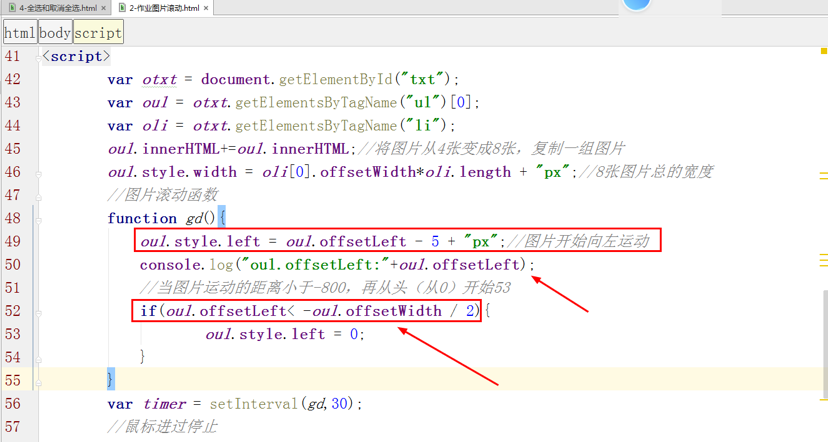 4-全选和取消全选.html × 2-作业图片滚动.html ×
html body script
41 <script>
42 var otxt = document.getElementById("txt");
43 var oul = otxt.getElementsByTagName("ul")[0];
44 var oli = otxt.getElementsByTagName("li");
45 oul.innerHTML+=oul.innerHTML;//将图片从4张变成8张，复制一组图片
46 oul.style.width = oli[0].offsetWidth*oli.length + "px";//8张图片总的宽度
47 //图片滚动函数
48 function gd(){
49 oul.style.left = oul.offsetLeft - 5 + "px";//图片开始向左运动
50 console.log("oul.offsetLeft:"+oul.offsetLeft);
51 //当图片运动的距离小于-800，再从头（从0）开始53
52 if(oul.offsetLeft< -oul.offsetWidth / 2){
53 oul.style.left = 0;
54 }
55 }
56 var timer = setInterval(gd,30);
57 //鼠标进过停止